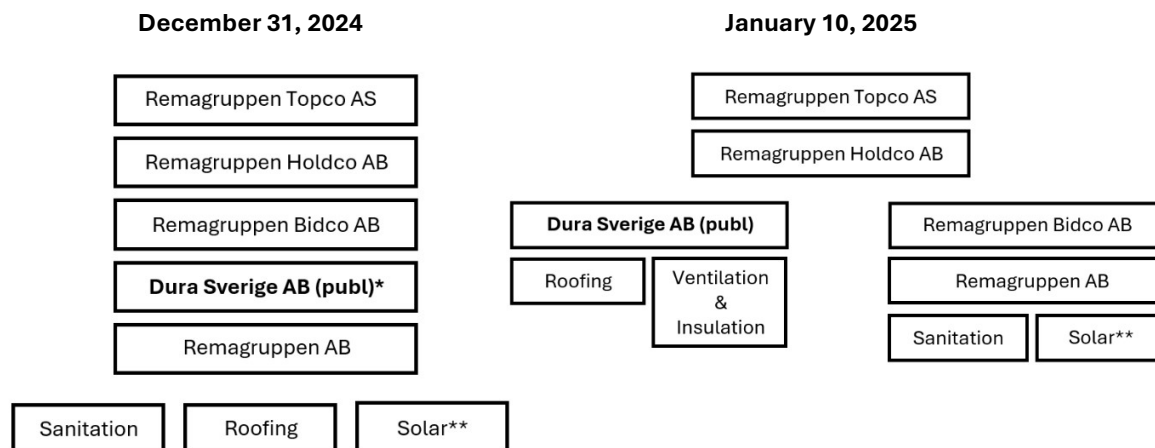 December 31, 2024
Remagruppen Topco AS
Remagruppen Holdco AB
Remagruppen Bidco AB
Dura Sverige AB (publ)*
Remagruppen AB
Sanitation
Roofing
Solar**
January 10, 2025
Remagruppen Topco AS
Remagruppen Holdco AB
Dura Sverige AB (publ)
Roofing
Ventilation
&
Insulation
Remagruppen Bidco AB
Remagruppen AB
Sanitation
Solar**